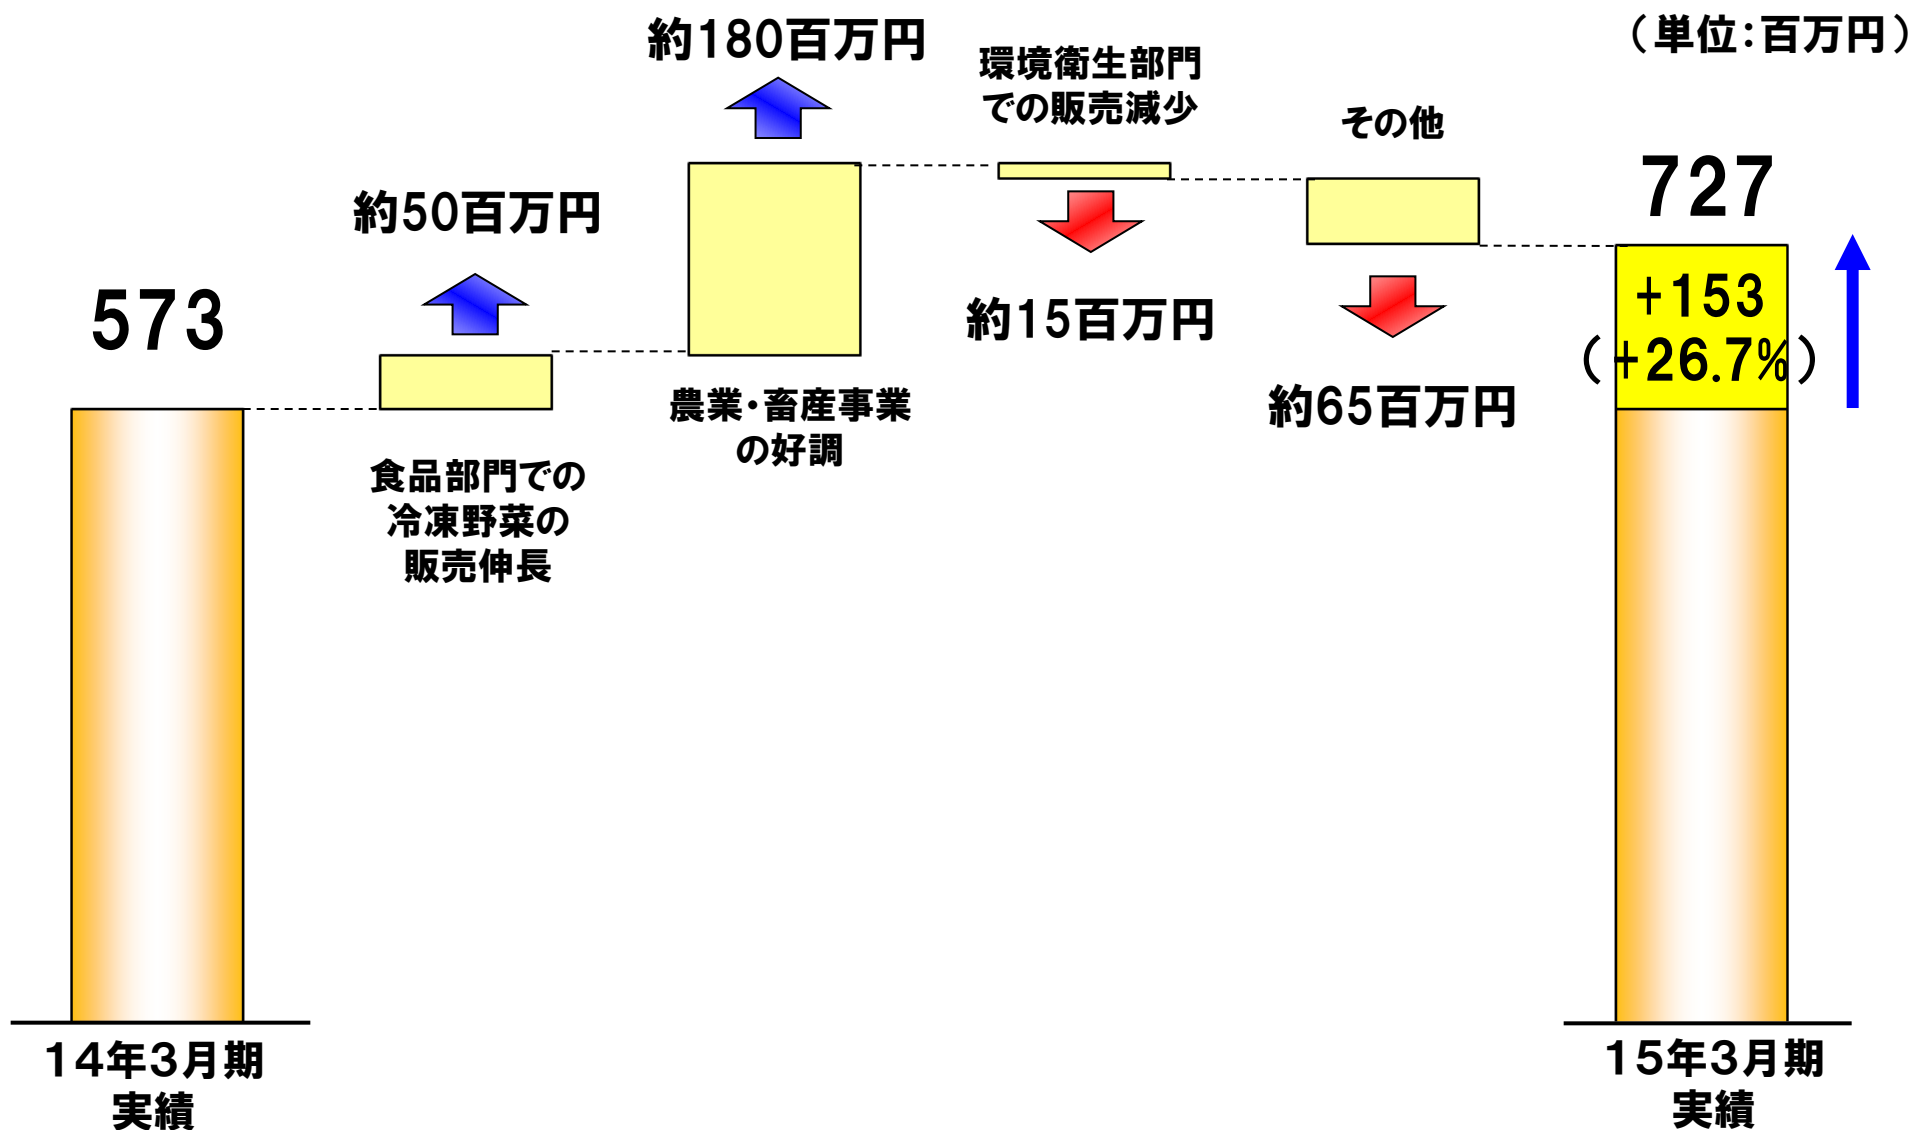 （単位：百万円）
573
約50百万円
食品部門での
冷凍野菜の
販売伸長
約180百万円
農業・畜産事業
の好調
環境衛生部門
での販売減少
約15百万円
その他
約65百万円
727
+153
（+26.7%）
14年3月期
実績
15年3月期
実績